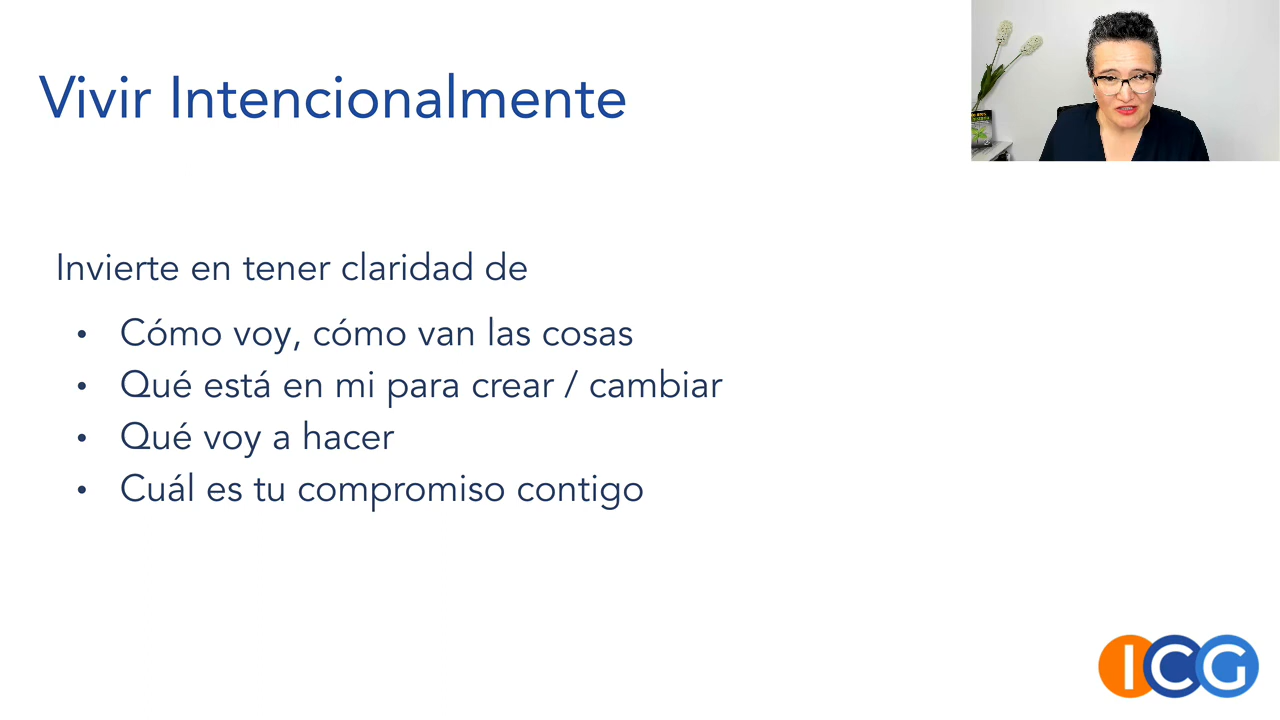 Vivir Intencionalmente
Invierte en tener claridad de
• Cómo voy, cómo van las cosas
• Qué está en mi para crear / cambiar
• Qué voy a hacer
• Cuál es tu compromiso contigo
ICG